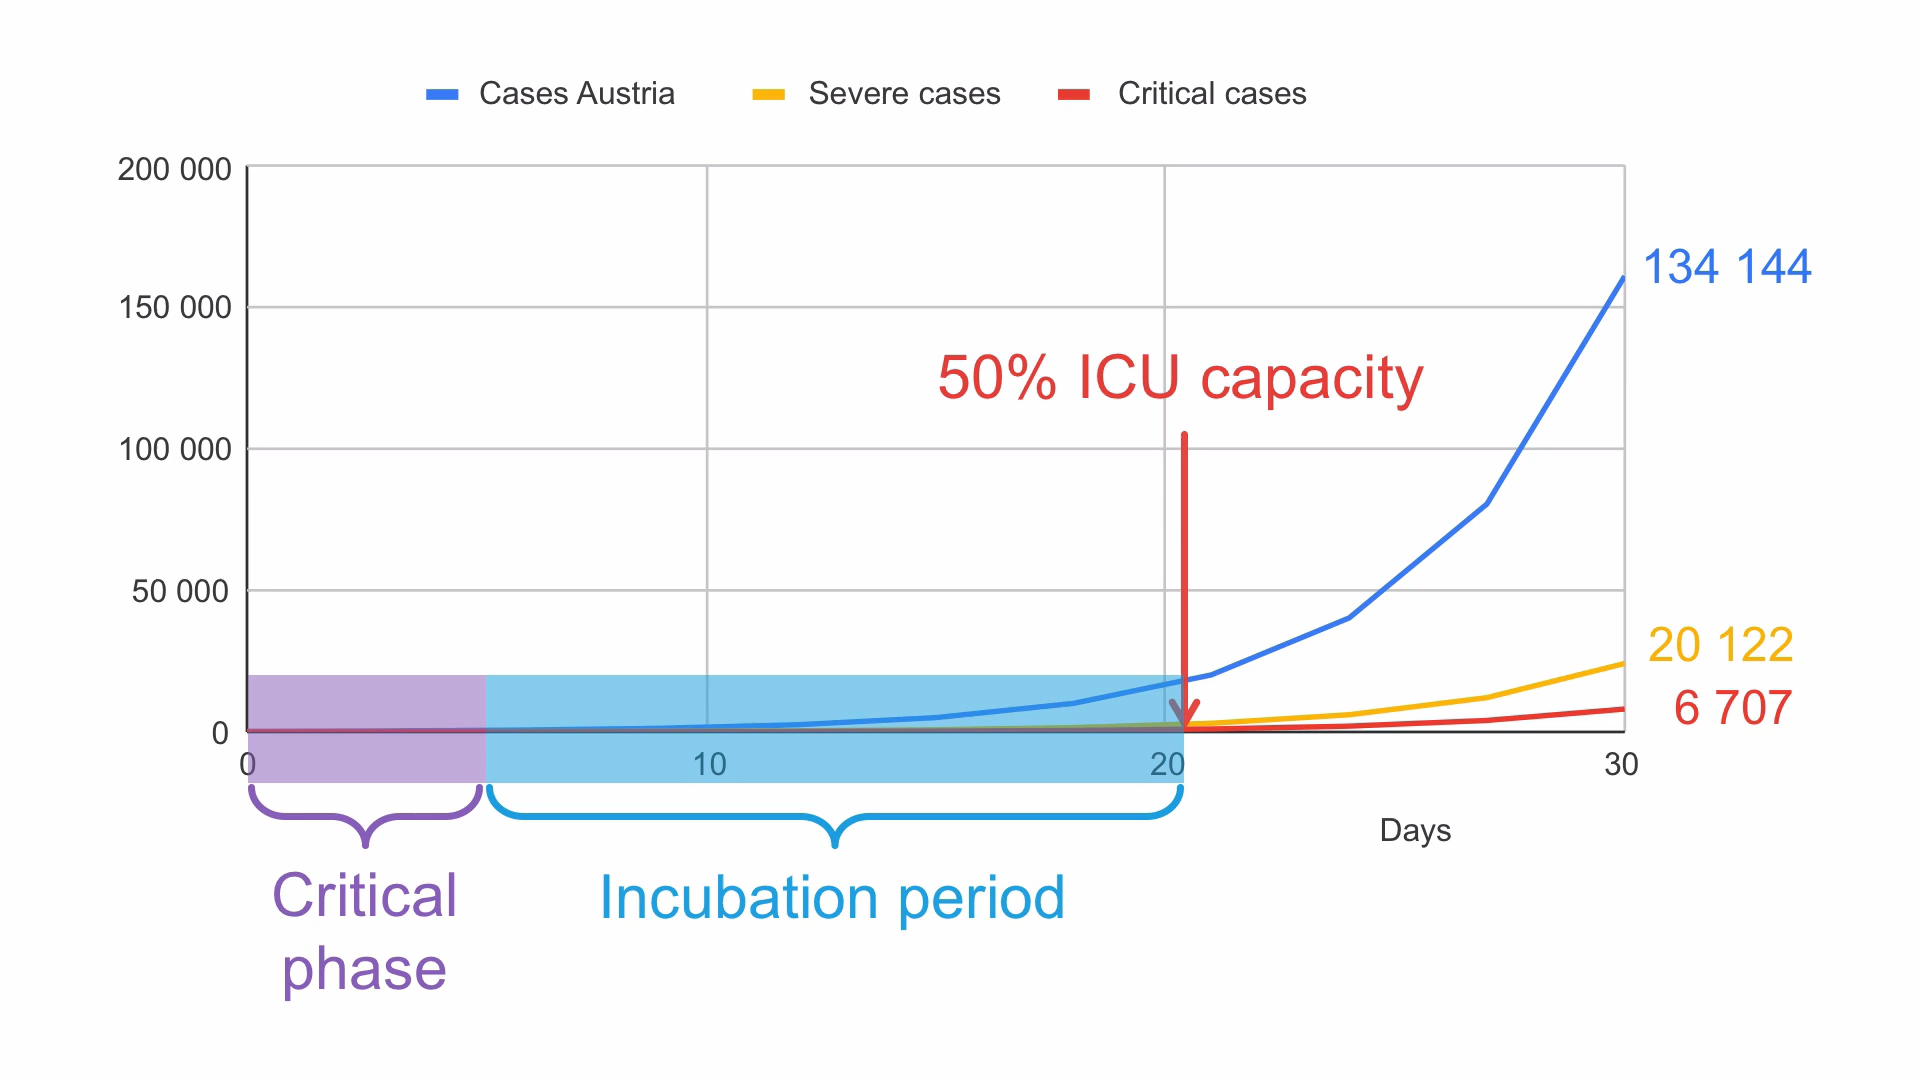 Cases Austria
Severe cases
Critical cases
200 000
150 000
100 000
50 000
0
134 144
50% ICU capacity
20 122
6 707
0
10
20
30
Days
Critical
phase
Incubation period